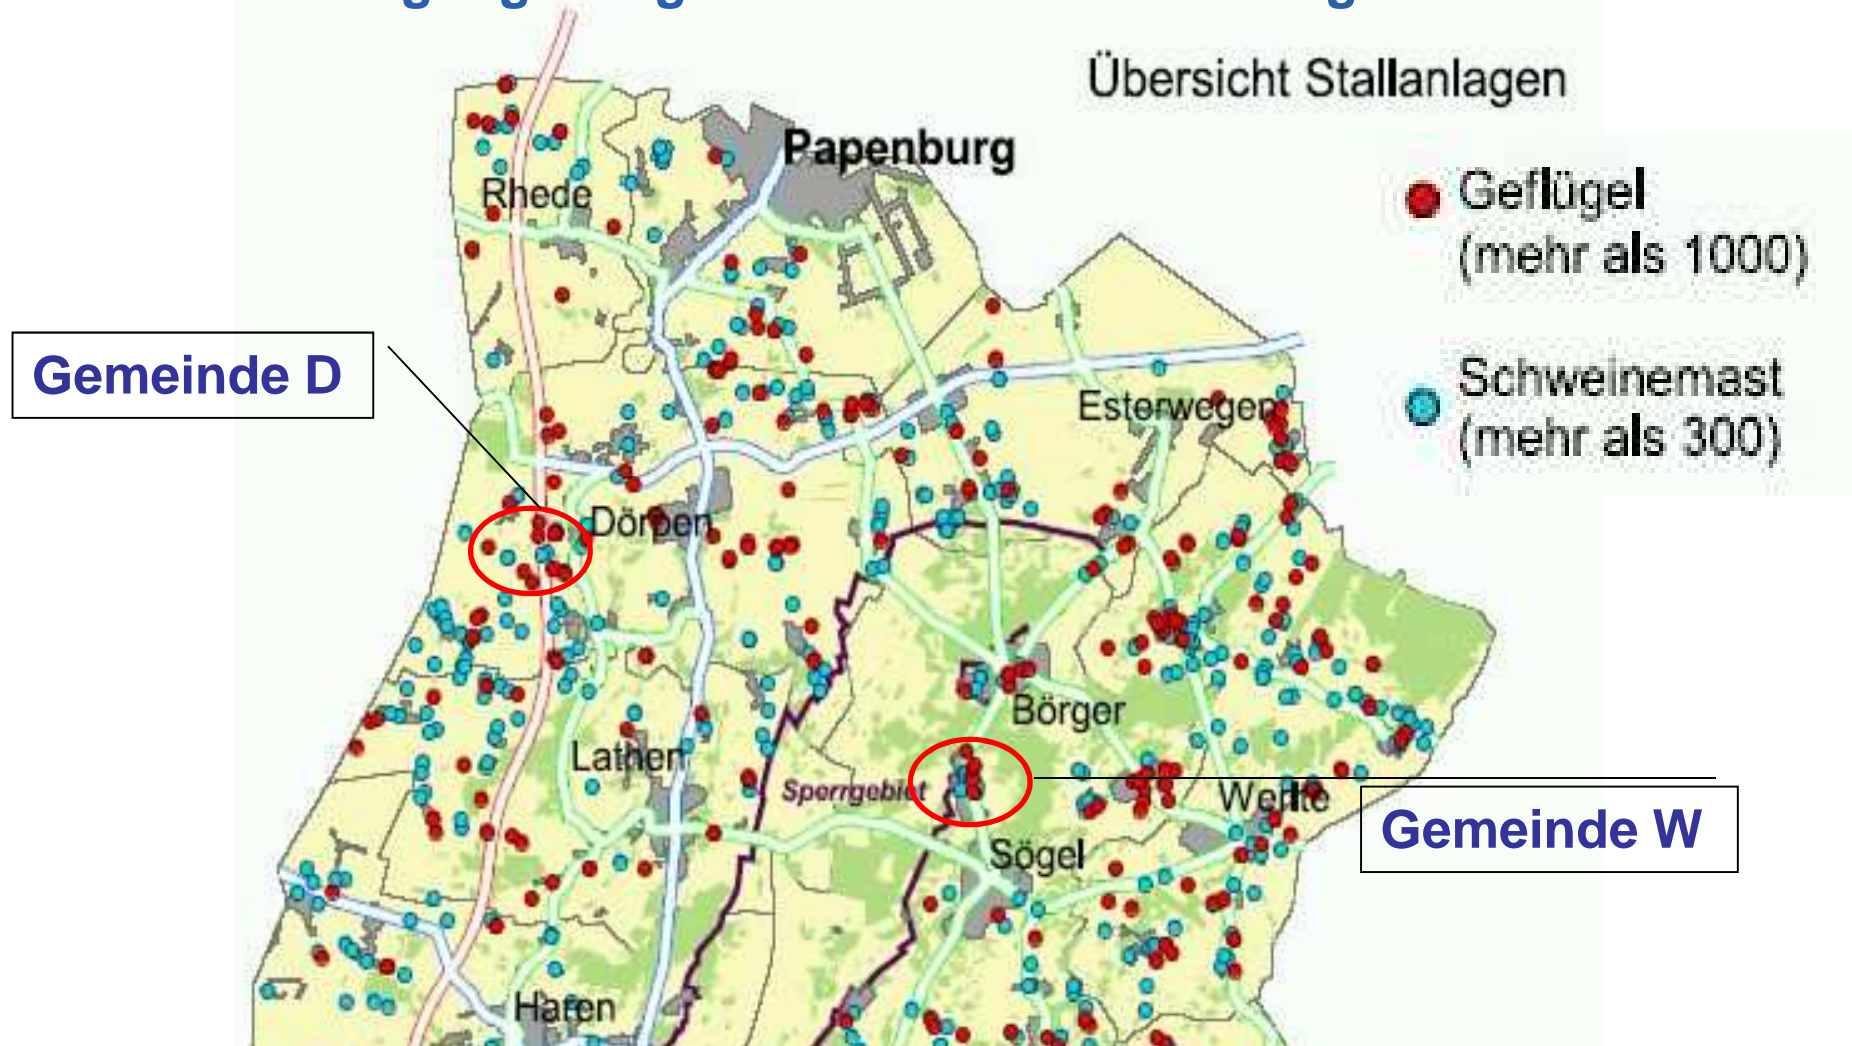 Übersicht Stallanlagen
Papenburg
Geflügel
(mehr als 1000)
Rhede
Gemeinde D
Schweinemast
(mehr als 300)
Esterwegen
Dörpen
Börger
Lathen
Sperrgebiet
Werlte
Gemeinde W
Sögel
Haren